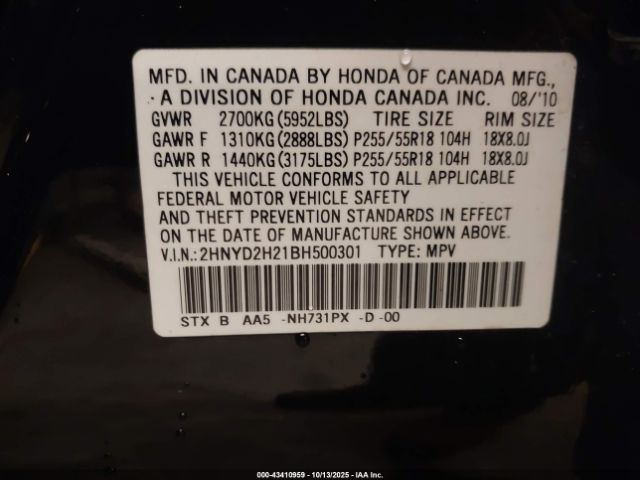 MFD. IN CANADA BY HONDA OF CANADA MFG.,
A DIVISION OF HONDA CANADA INC. 08/'10
GVWR 2700KG(5952LBS) TIRE SIZE RIM SIZE
GAWR F 1310KG(2888LBS) P255/55R18 104H 18X8.0J
GAWR R 1440KG(3175LBS) P255/55R18 104H 18X8.0J
THIS VEHICLE CONFORMS TO ALL APPLICABLE
FEDERAL MOTOR VEHICLE SAFETY
AND THEFT PREVENTION STANDARDS IN EFFECT
ON THE DATE OF MANUFACTURE SHOWN ABOVE.
V.I.N.: 2HNYD2H21BH500301 TYPE: MPV
STX B AA5 -NH731PX -D -00
000-43410959 | 10/13/2025 - IAA Inc.